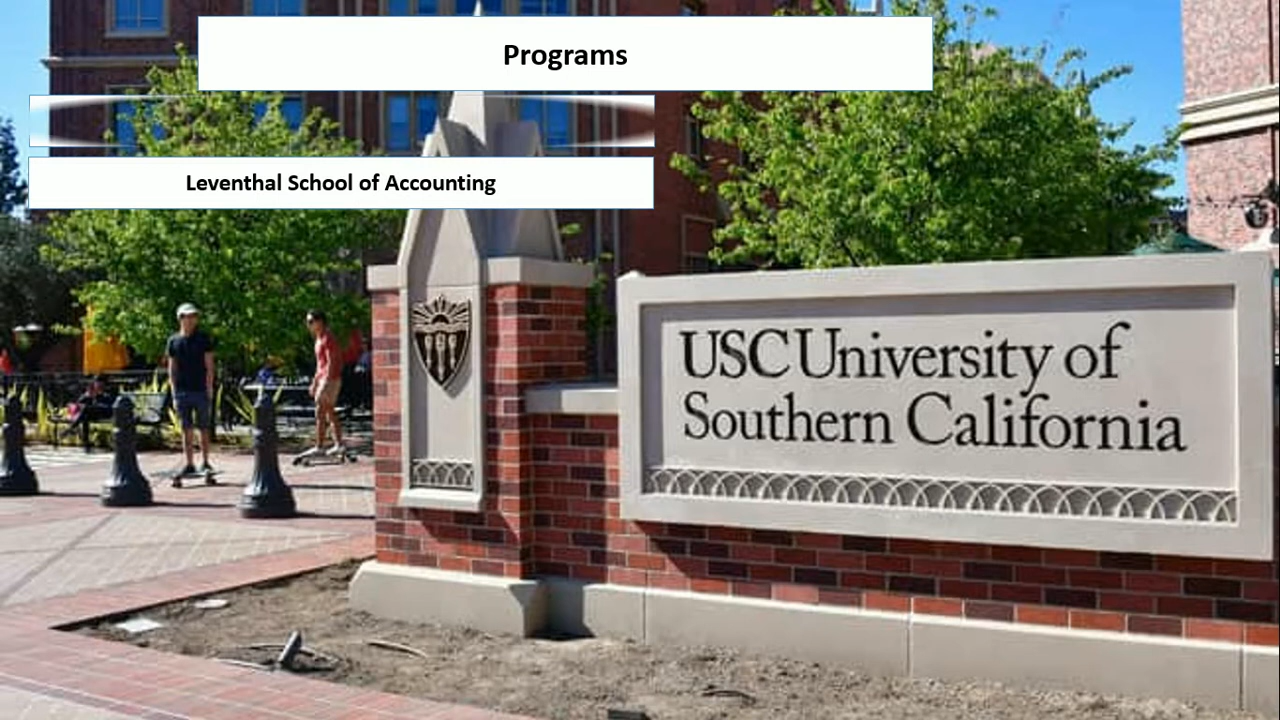 Programs
Leventhal School of Accounting
USC University of
Southern California